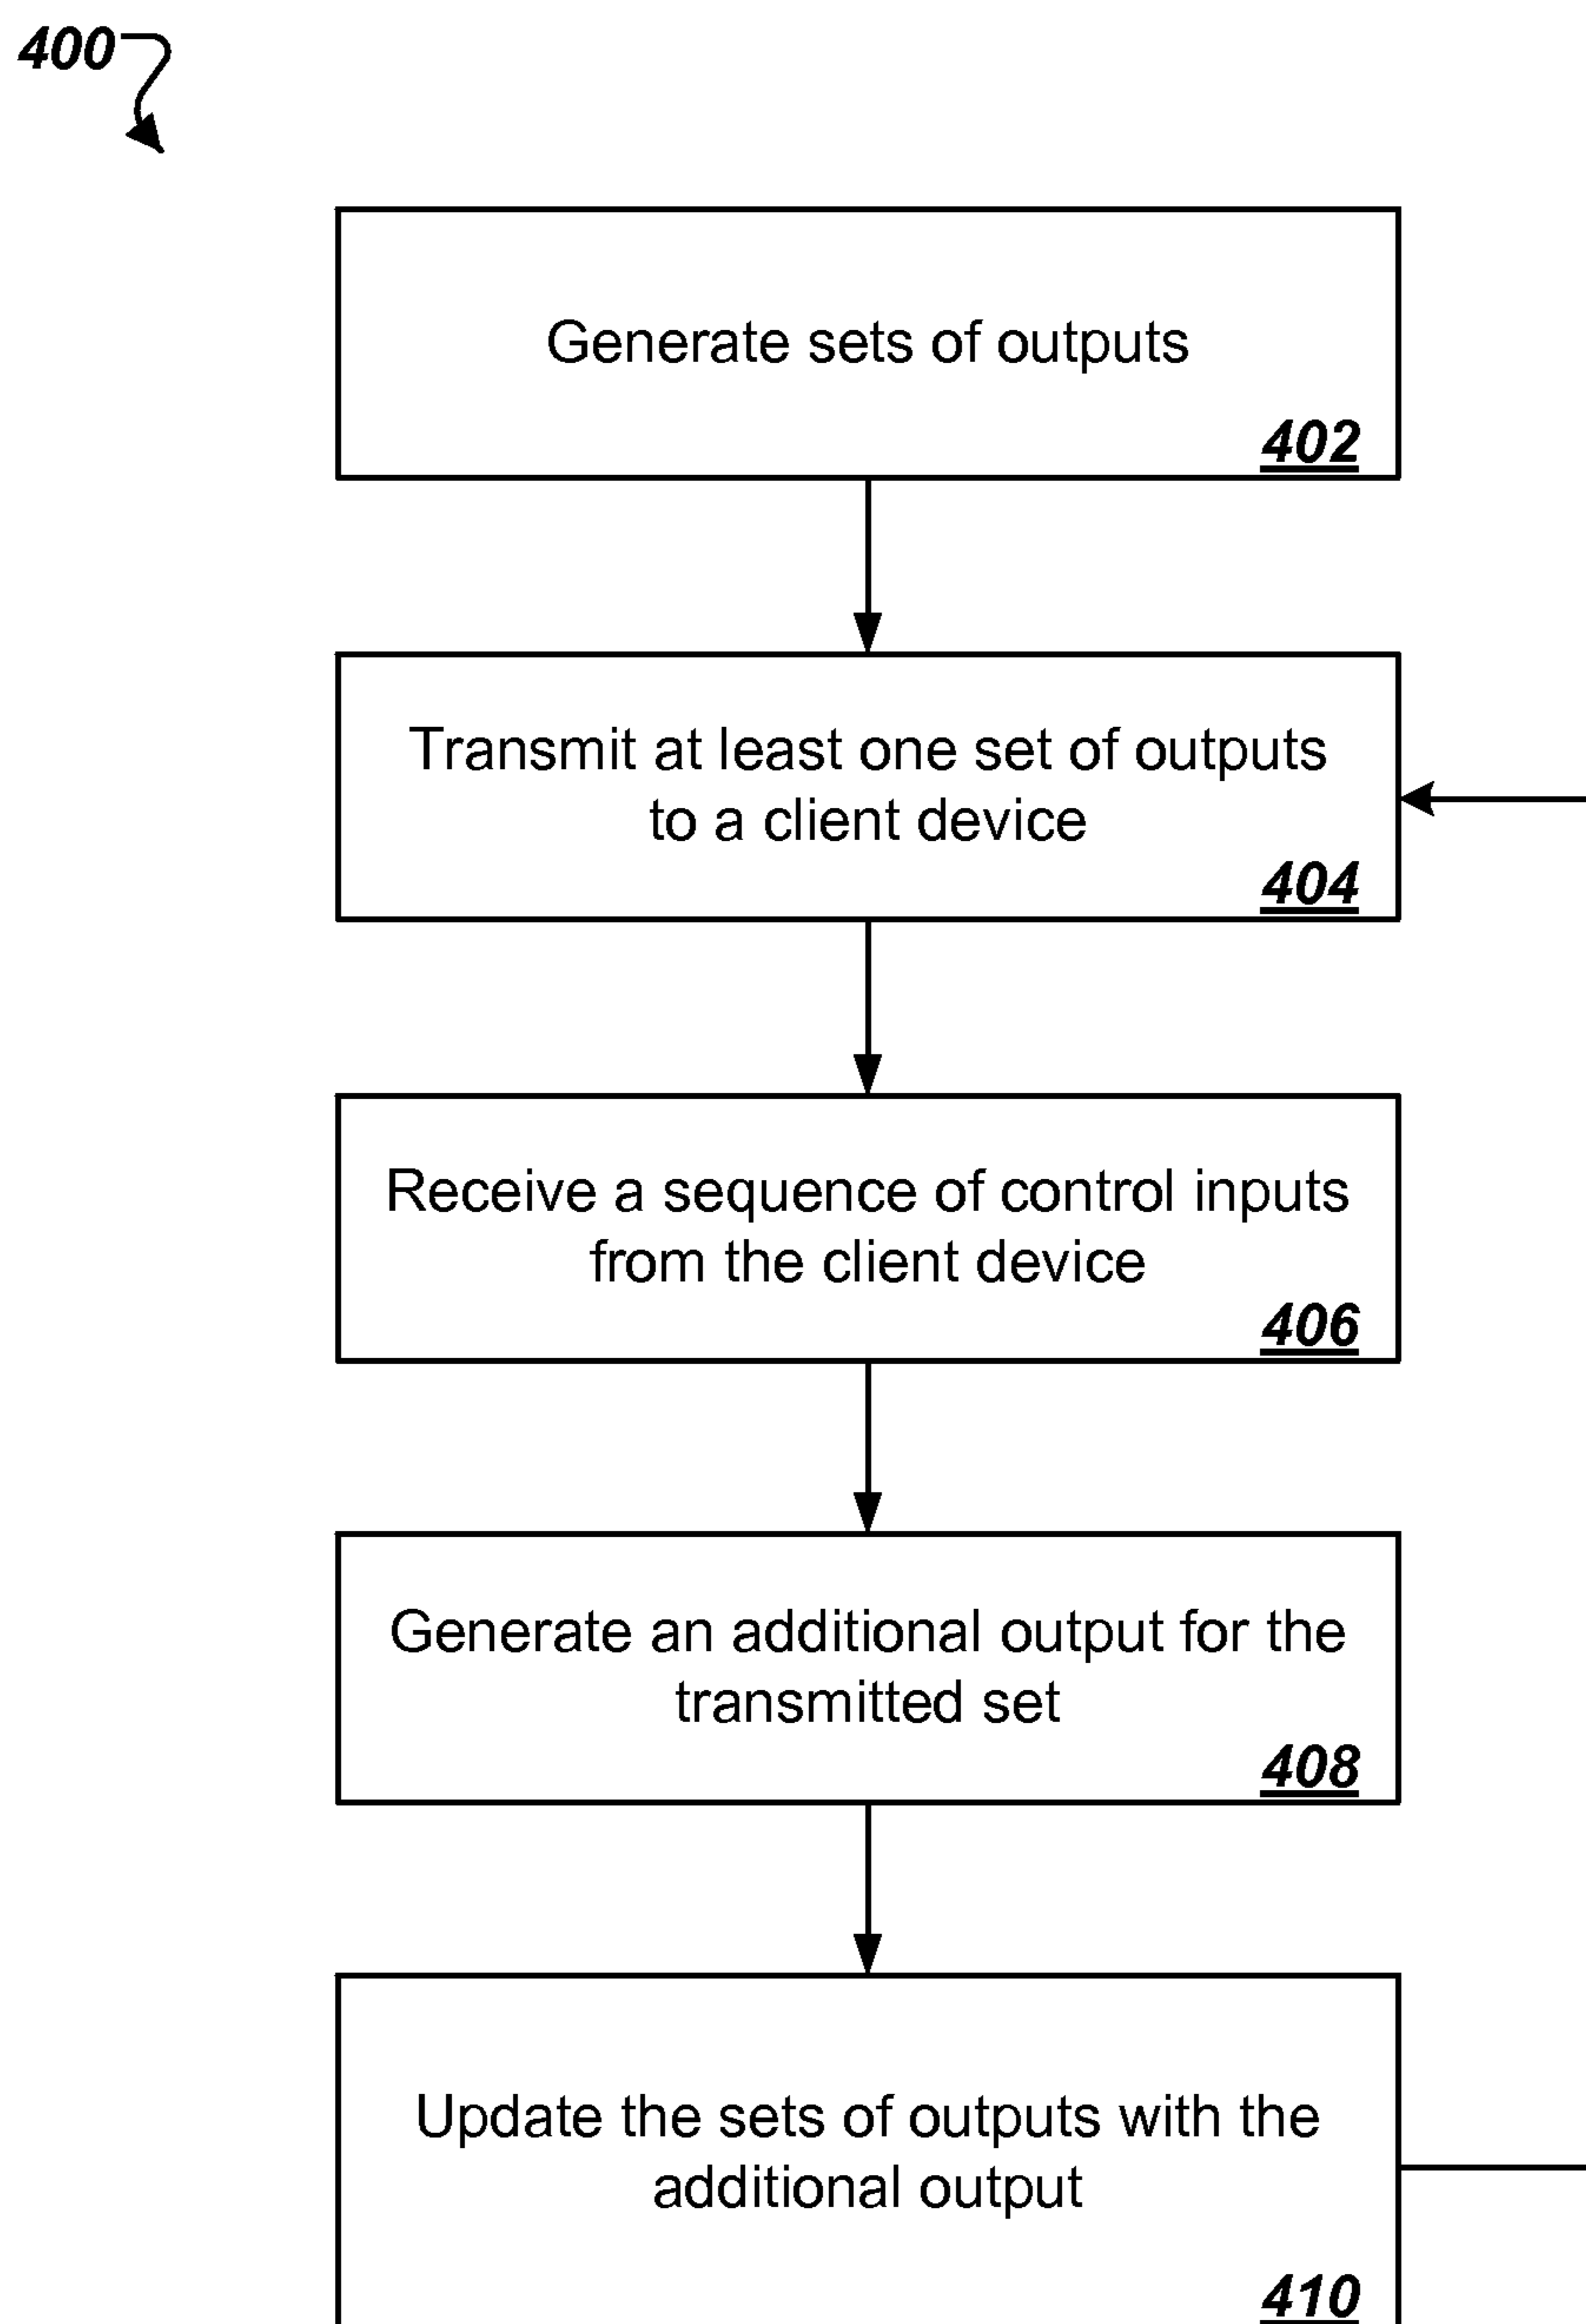 400
Generate sets of outputs
402
Transmit at least one set of outputs
to a client device
404
Receive a sequence of control inputs
from the client device
406
Generate an additional output for the
transmitted set
408
Update the sets of outputs with the
additional output
410